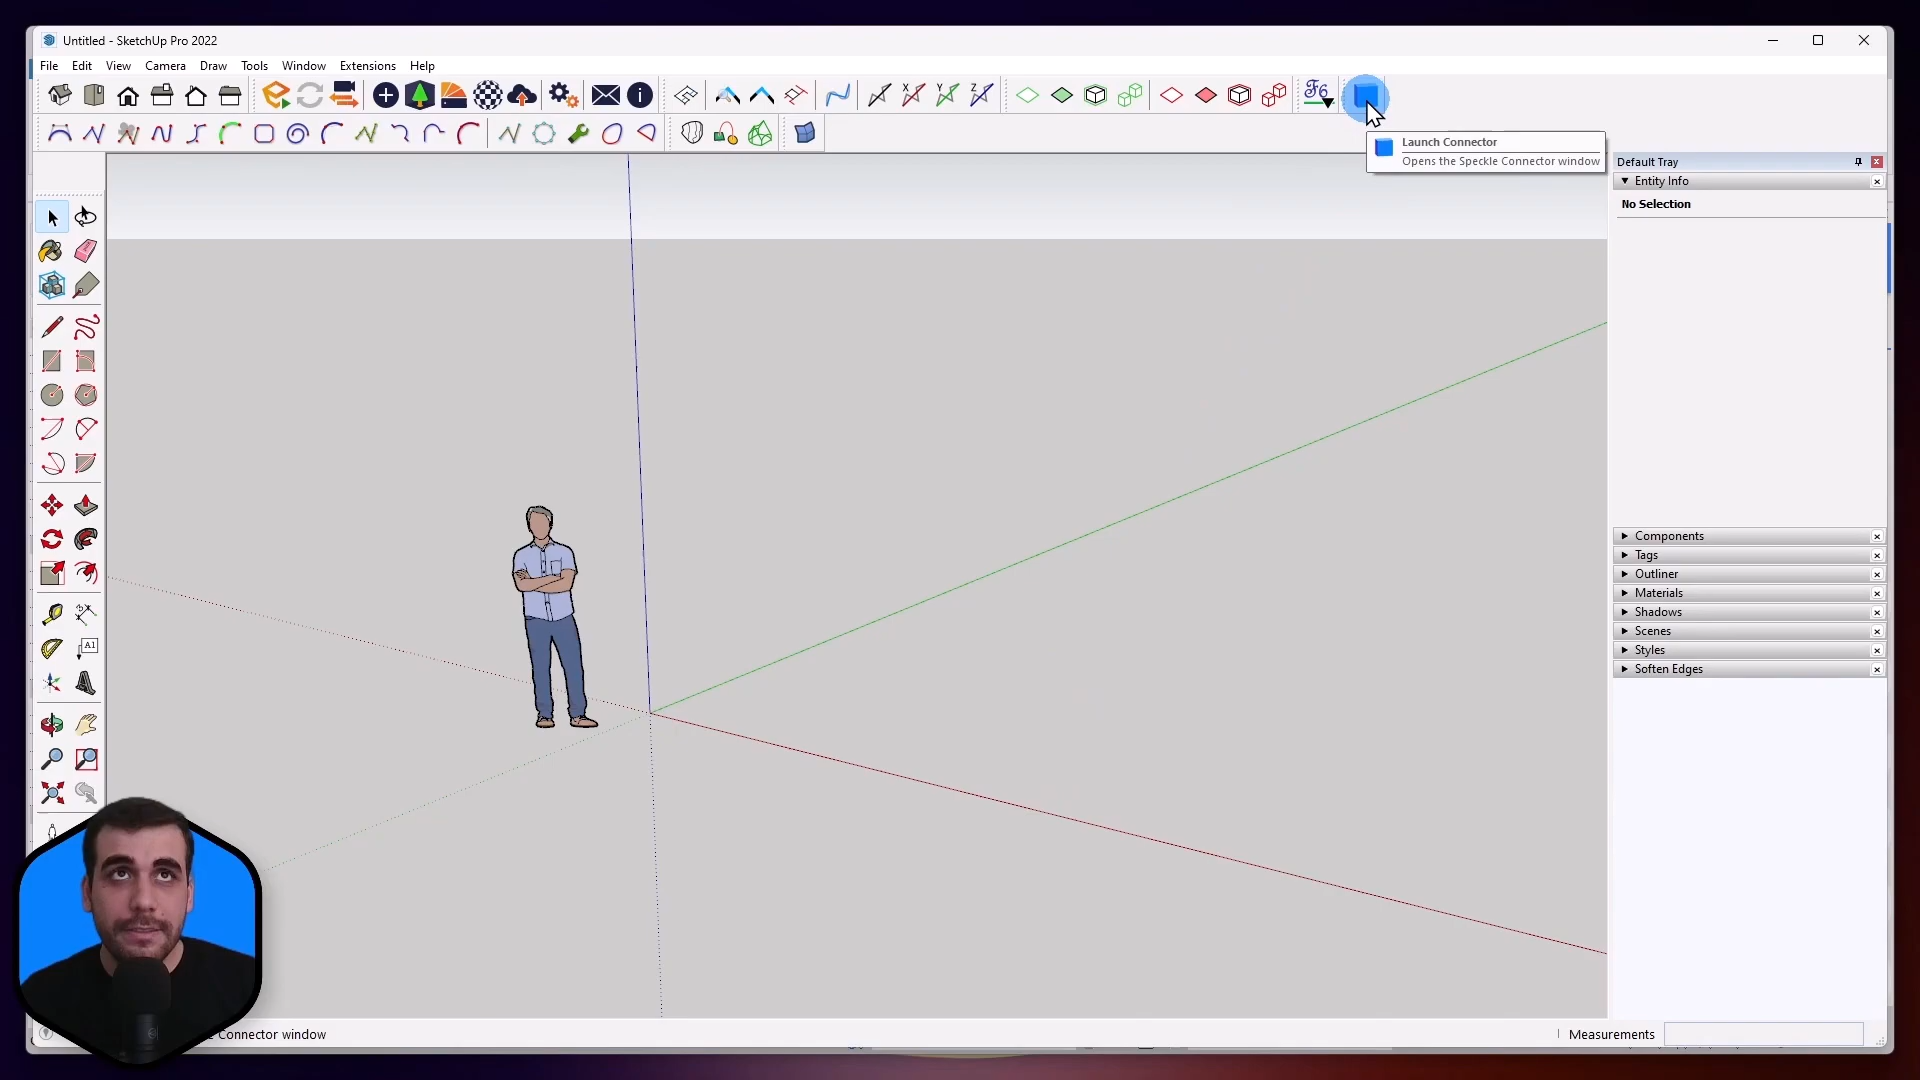 Untitled - SketchUp Pro 2022
File Edit View Camera Draw Tools Window Extensions Help
X Y Z F6
Launch Connector
Opens the Speckle Connector window
Default Tray
Entity Info
No Selection
A1
Components
Tags
Outliner
Materials
Shadows
Scenes
Styles
Soften Edges
Connector window
Measurements